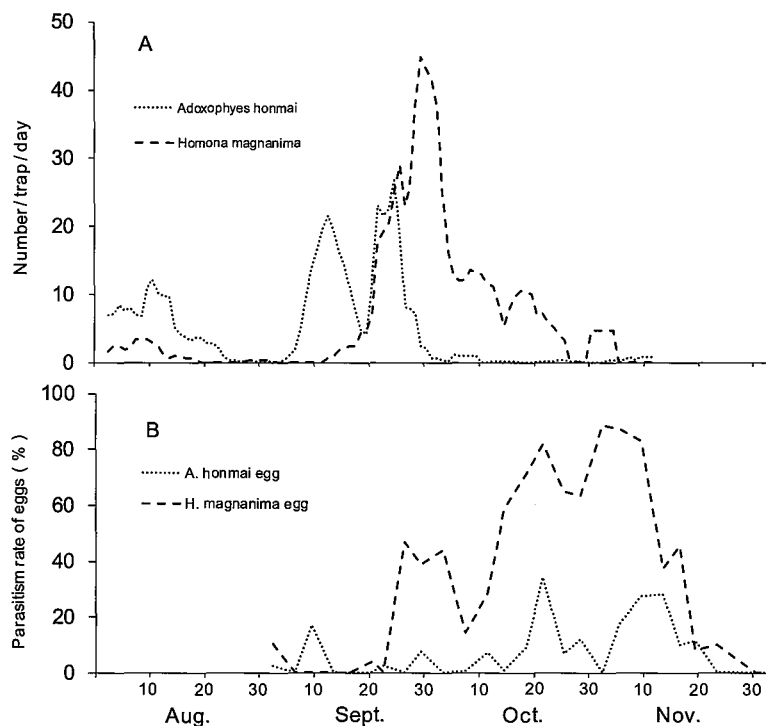 50
40
30
20
10
0
Number / trap / day
A
Adoxophyes honmai
Homona magnanima
100
80
60
40
20
0
Parasitism rate of eggs ( % )
B
A. honmai egg
H. magnanima egg
10 20 30 10 20 30 10 20 30 10 20 30
Aug. Sept. Oct. Nov.